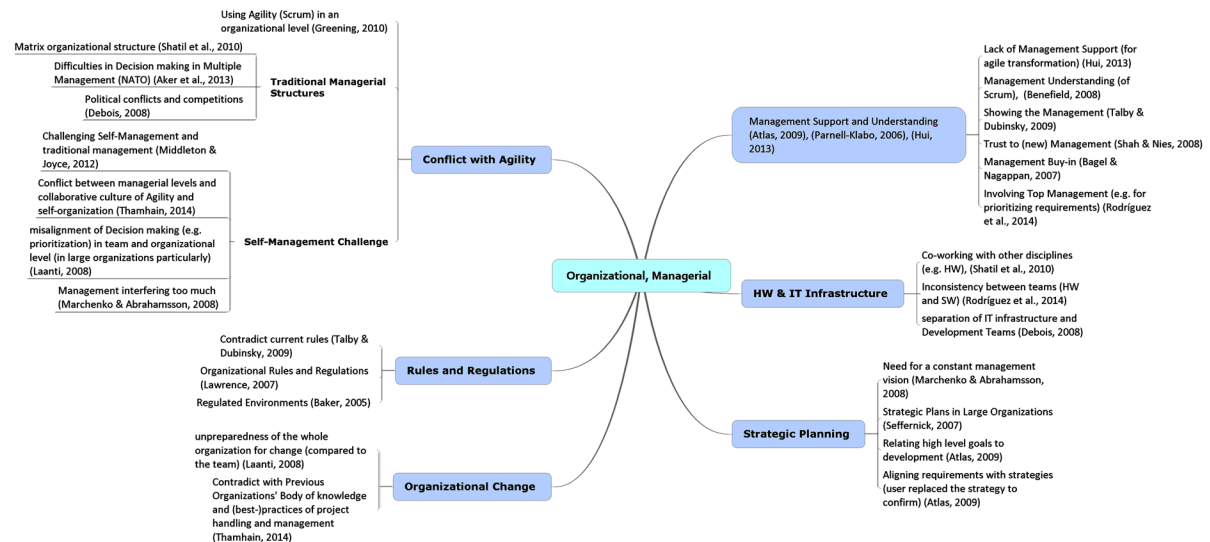 Using Agility (Scrum) in an
organizational level (Greening, 2010)
Matrix organizational structure (Shatil et al., 2010)
Difficulties in Decision making in Multiple
Management (NATO) (Aker et al., 2013)
Political conflicts and competitions
(Debois, 2008)
Traditional Managerial
Structures
Challenging Self-Management and
traditional management (Middleton &
Joyce, 2012)
Conflict between managerial levels and
collaborative culture of Agility and
self-organization (Thamhain, 2014)
misalignment of Decision making (e.g.
prioritization) in team and organizational
level (in large organizations particularly)
(Laanti, 2008)
Management interfering too much
(Marchenko & Abrahamsson, 2008)
Self-Management Challenge
Conflict with Agility
Contradict current rules (Talby &
Dubinsky, 2009)
Organizational Rules and Regulations
(Lawrence, 2007)
Regulated Environments (Baker, 2005)
Rules and Regulations
unpreparedness of the whole
organization for change (compared to
the team) (Laanti, 2008)
Contradict with Previous
Organizations' Body of knowledge
and (best-)practices of project
handling and management
(Thamhain, 2014)
Organizational Change
Organizational, Managerial
Management Support and Understanding
(Atlas, 2009), (Parnell-Klabo, 2006), (Hui,
2013)
Lack of Management Support (for
agile transformation) (Hui, 2013)
Management Understanding (of
Scrum),  (Benefield, 2008)
Showing the Management (Talby &
Dubinsky, 2009)
Trust to (new) Management (Shah & Nies, 2008)
Management Buy-in (Bagel &
Nagappan, 2007)
Involving Top Management (e.g. for
prioritizing requirements) (Rodríguez
et al., 2014)
HW & IT Infrastructure
Co-working with other disciplines
(e.g. HW), (Shatil et al., 2010)
Inconsistency between teams (HW
and SW) (Rodríguez et al., 2014)
separation of IT infrastructure and
Development Teams (Debois, 2008)
Strategic Planning
Need for a constant management
vision (Marchenko & Abrahamsson,
2008)
Strategic Plans in Large Organizations
(Seffernick, 2007)
Relating high level goals to
development (Atlas, 2009)
Aligning requirements with strategies
(user replaced the strategy to
confirm) (Atlas, 2009)